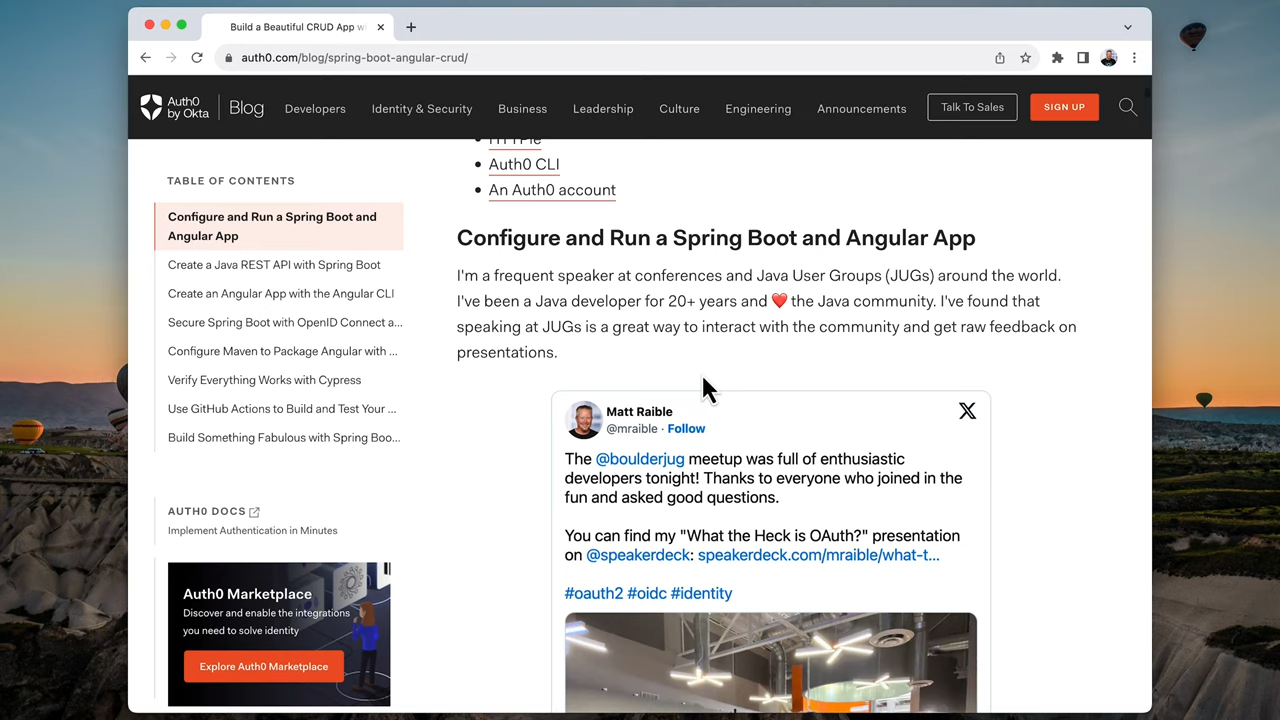 Build a Beautiful CRUD App w
auth0.com/blog/spring-boot-angular-crud/
Auth0
by Okta
Blog
Developers
Identity & Security
Business
Leadership
Culture
Engineering
Announcements
Talk To Sales
SIGN UP
TABLE OF CONTENTS
Configure and Run a Spring Boot and
Angular App
Create a Java REST API with Spring Boot
Create an Angular App with the Angular CLI
Secure Spring Boot with OpenID Connect a...
Configure Maven to Package Angular with ...
Verify Everything Works with Cypress
Use GitHub Actions to Build and Test Your ...
Build Something Fabulous with Spring Boo...
AUTH0 DOCS
Implement Authentication in Minutes
Auth0 Marketplace
Discover and enable the integrations
you need to solve identity
Explore Auth0 Marketplace
HTTPie
Auth0 CLI
An Auth0 account
Configure and Run a Spring Boot and Angular App
I'm a frequent speaker at conferences and Java User Groups (JUGs) around the world.
I've been a Java developer for 20+ years and ❤️ the Java community. I've found that
speaking at JUGs is a great way to interact with the community and get raw feedback on
presentations.
Matt Raible
@mraible · Follow
The @boulderjug meetup was full of enthusiastic
developers tonight! Thanks to everyone who joined in the
fun and asked good questions.
You can find my "What the Heck is OAuth?" presentation
on @speakerdeck: speakerdeck.com/mraible/what-t...
#oauth2 #oidc #identity